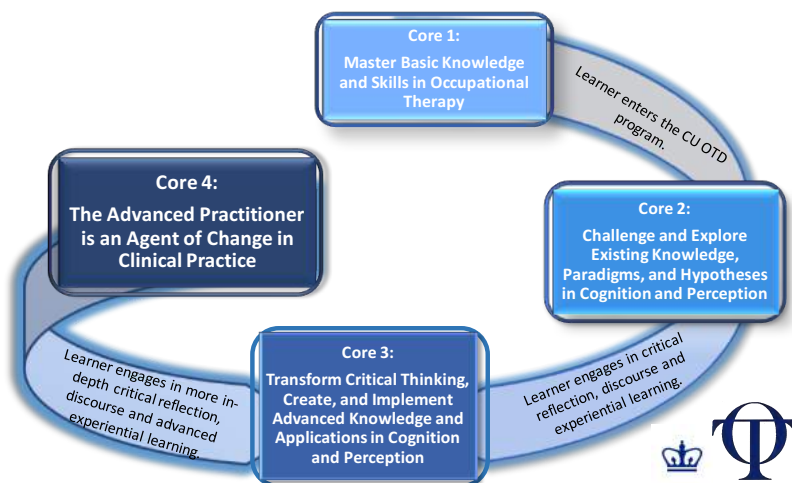 Core 1:
Master Basic Knowledge
and Skills in Occupational
Therapy
Learner enters the CU OTD
program.
Core 2:
Challenge and Explore
Existing Knowledge,
Paradigms, and Hypotheses
in Cognition and Perception
Learner engages in critical
reflection, discourse and
experiential learning.
Core 3:
Transform Critical Thinking,
Create, and Implement
Advanced Knowledge and
Applications in Cognition
and Perception
Learner engages in more in-
depth critical reflection,
discourse and advanced
experiential learning.
Core 4:
The Advanced Practitioner
is an Agent of Change in
Clinical Practice
OT